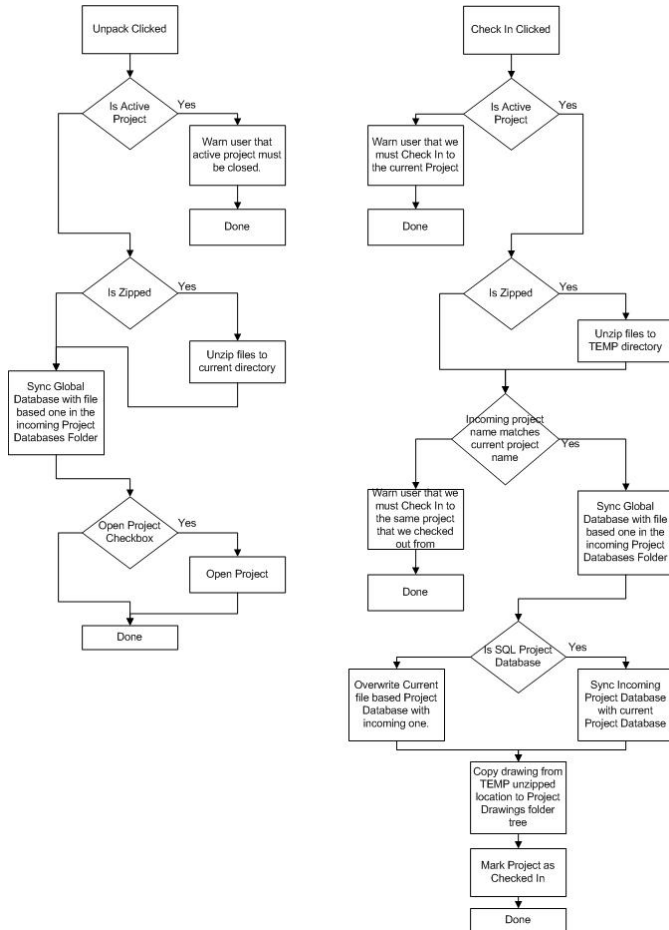 Unpack Clicked
Is Active
Project
Yes
Warn user that
active project must
be closed.
Done
Is Zipped
Yes
Unzip files to
current directory
Sync Global
Database with file
based one in the
incoming Project
Databases Folder
Open Project
Checkbox
Yes
Open Project
Done
Check In Clicked
Is Active
Project
Yes
Warn user that we
must Check In to
the current Project
Done
Is Zipped
Yes
Unzip files to
TEMP directory
Incoming project
name matches
current project
name
Yes
Warn user that we
must Check In to
the same project
that we checked
out from
Done
Sync Global
Database with file
based one in the
incoming Project
Databases Folder
Is SQL Project
Database
Yes
Overwrite Current
file based Project
Database with
incoming one.
Sync Incoming
Project Database
with current
Project Database
Copy drawing from
TEMP unzipped
location to Project
Drawings folder
tree
Mark Project as
Checked In
Done